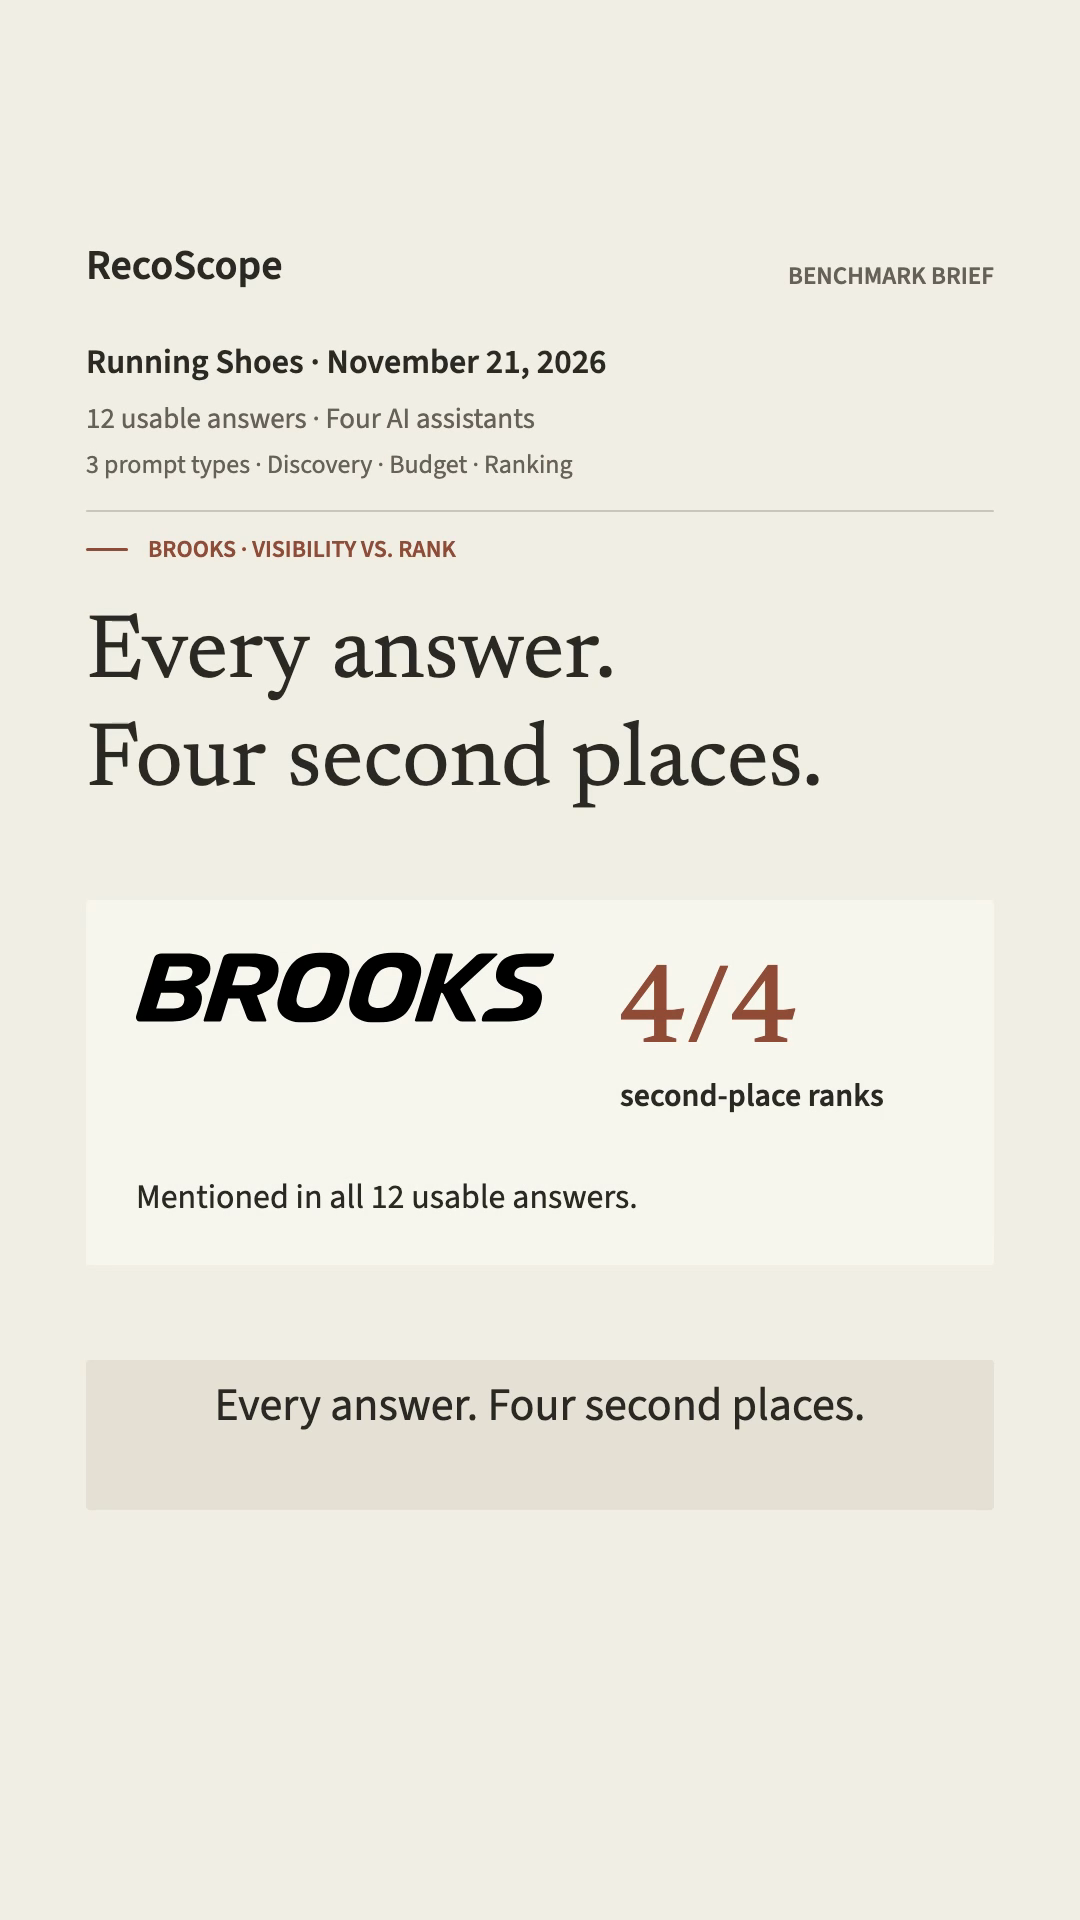 RecoScope
BENCHMARK BRIEF
Running Shoes · November 21, 2026
12 usable answers · Four AI assistants
3 prompt types · Discovery · Budget · Ranking
BROOKS · VISIBILITY VS. RANK
Every answer.
Four second places.
BROOKS
4/4
second-place ranks
Mentioned in all 12 usable answers.
Every answer. Four second places.